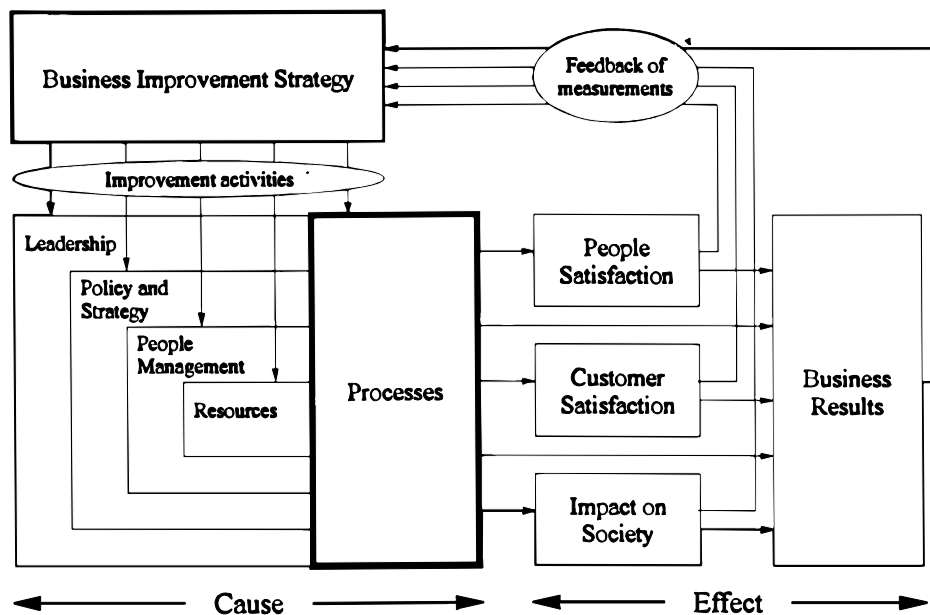 Business Improvement Strategy
Feedback of
measurements
Improvement activities
Leadership
Policy and
Strategy
People
Management
Resources
Processes
People
Satisfaction
Customer
Satisfaction
Impact on
Society
Business
Results
Cause
Effect